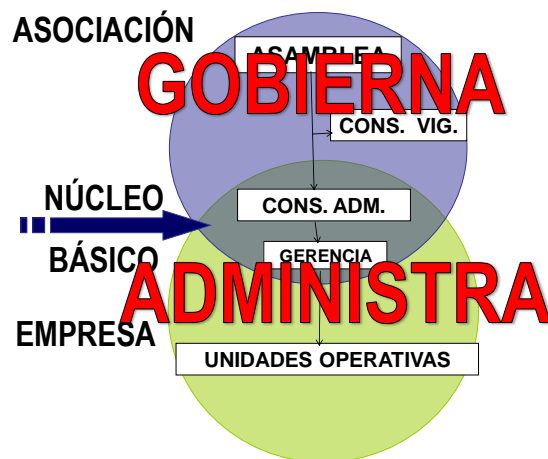 ASOCIACIÓN
ASAMBLEA
GOBIERNA
CONS. VIG.
NÚCLEO
CONS. ADM.
BÁSICO
GERENCIA
ADMINISTRA
EMPRESA
UNIDADES OPERATIVAS